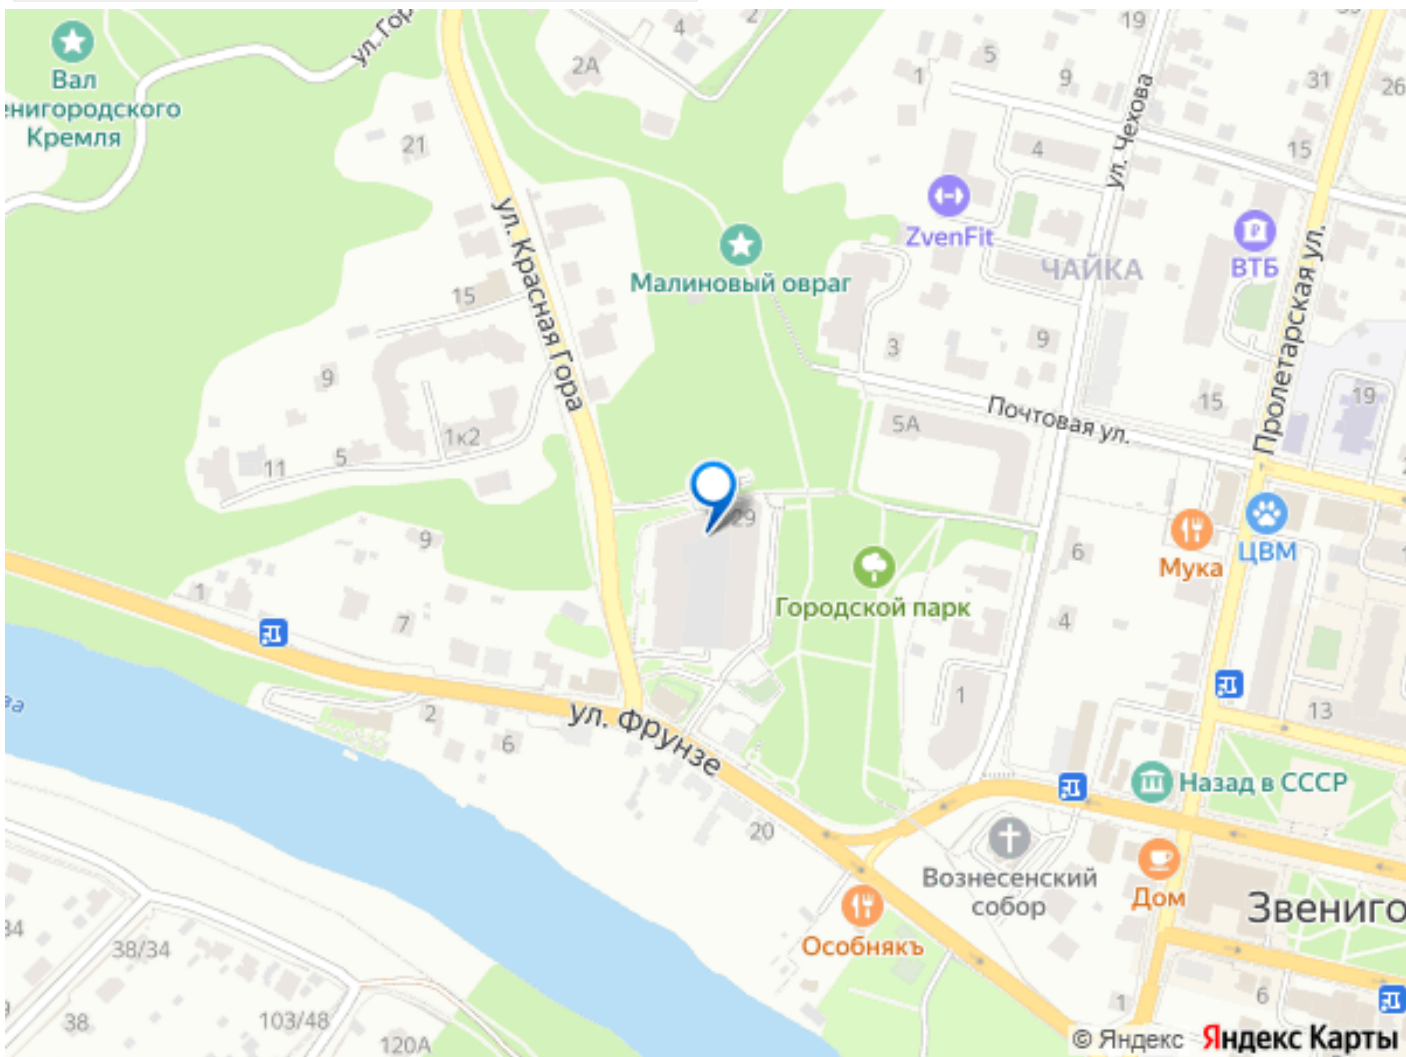 ул. Гор
4
2
19
2А
5
1
9
31
26
Вал
енигородского
Кремля
21
4
15
ул. Чехова
ZvenFit
ВТБ
ЧАЙКА
ул. Красная Гора
Малиновый овраг
Пролетарская ул.
15
3
9
9
15
19
Почтовая ул.
5А
1к2
5
11
29
9
Мука
ЦВМ
6
Городской парк
1
7
4
ва
2
6
ул. Фрунзе
1
13
Назад в СССР
20
Вознесенский
собор
Дом
Звениго
Особнякъ
34
38/34
9
38
103/48
120А
1
6
© Яндекс Яндекс Карты